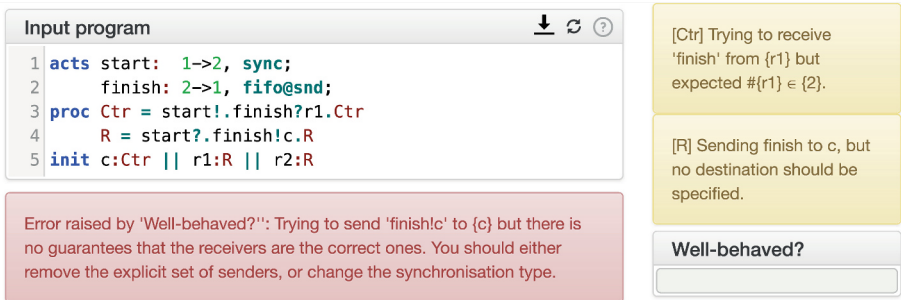 Input program
1 acts start:  1->2, sync;
2      finish: 2->1, fifo@snd;
3 proc Ctr = start!.finish?r1.Ctr
4      R = start?.finish!c.R
5 init c:Ctr || r1:R || r2:R
Error raised by 'Well-behaved?'': Trying to send 'finish!c' to {c} but there is
no guarantees that the receivers are the correct ones. You should either
remove the explicit set of senders, or change the synchronisation type.
[Ctr] Trying to receive
'finish' from {r1} but
expected #{r1} ∈ {2}.
[R] Sending finish to c, but
no destination should be
specified.
Well-behaved?